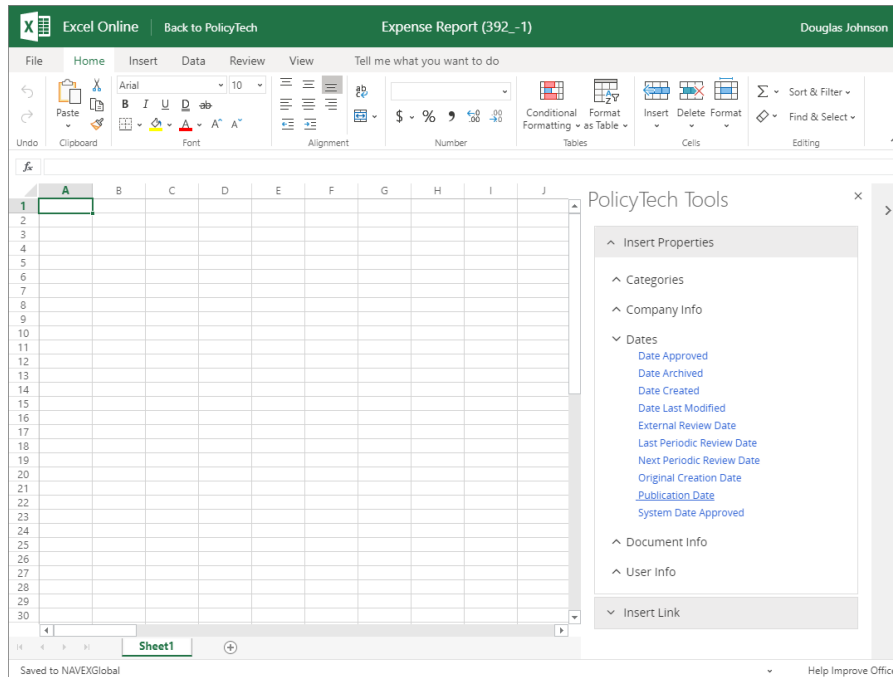 Excel Online Back to PolicyTech Expense Report (392_-1) Douglas Johnson
File Home Insert Data Review View Tell me what you want to do
Arial 10
Paste
B I U D ab
ab
$ % 9 .00 .00
A A A
Conditional Formatting
Format as Table
Insert Delete Format
Σ Sort & Filter
Find & Select
Undo Clipboard Font Alignment Number Tables Cells Editing
fx
A B C D E F G H I J
1
2
3
4
5
6
7
8
9
10
11
12
13
14
15
16
17
18
19
20
21
22
23
24
25
26
27
28
29
30
Sheet1
PolicyTech Tools
Insert Properties
Categories
Company Info
Dates
Date Approved
Date Archived
Date Created
Date Last Modified
External Review Date
Last Periodic Review Date
Next Periodic Review Date
Original Creation Date
Publication Date
System Date Approved
Document Info
User Info
Insert Link
Saved to NAVEXGlobal Help Improve Office